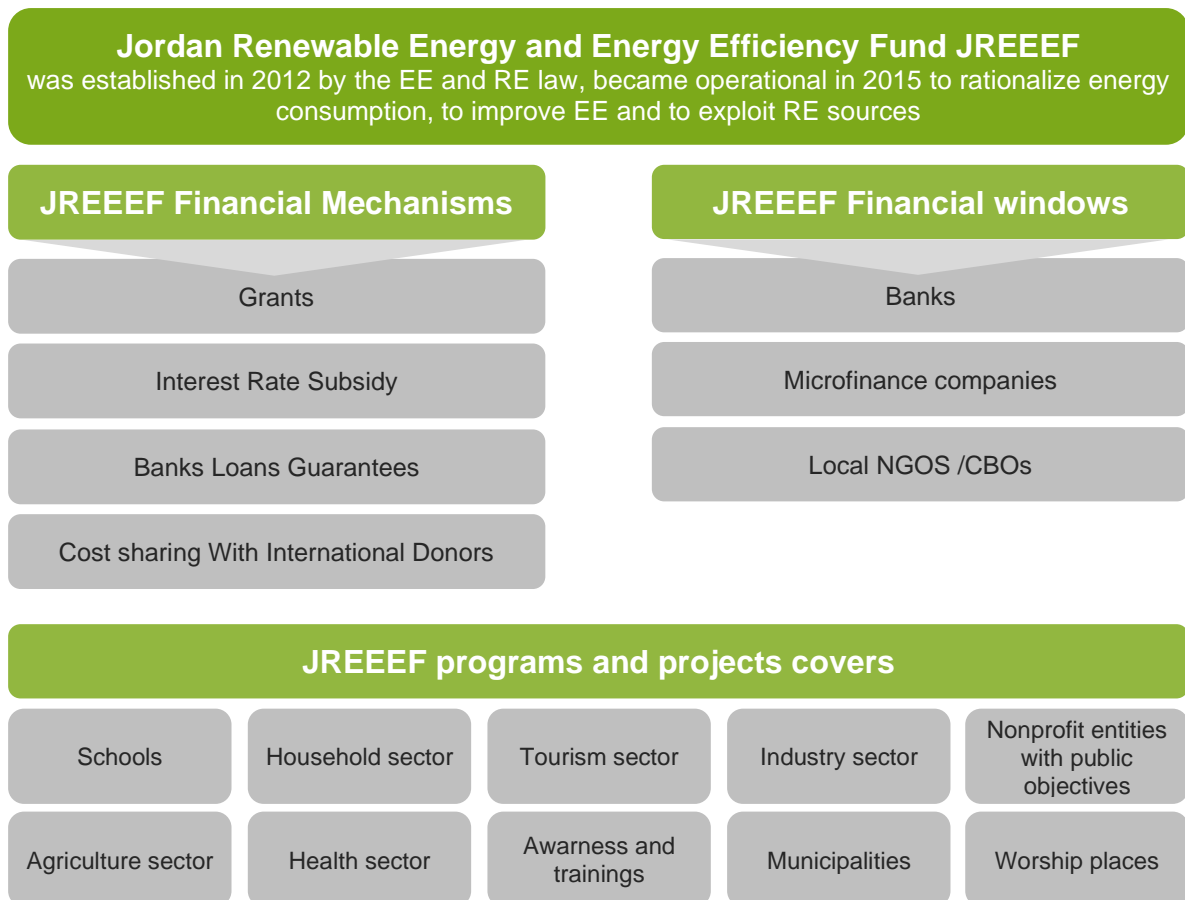 Jordan Renewable Energy and Energy Efficiency Fund JREEEF
was established in 2012 by the EE and RE law, became operational in 2015 to rationalize energy
consumption, to improve EE and to exploit RE sources
JREEEF Financial Mechanisms
Grants
Interest Rate Subsidy
Banks Loans Guarantees
Cost sharing With International Donors
JREEEF Financial windows
Banks
Microfinance companies
Local NGOS /CBOs
JREEEF programs and projects covers
Schools
Household sector
Tourism sector
Industry sector
Nonprofit entities
with public
objectives
Agriculture sector
Health sector
Awarness and
trainings
Municipalities
Worship places